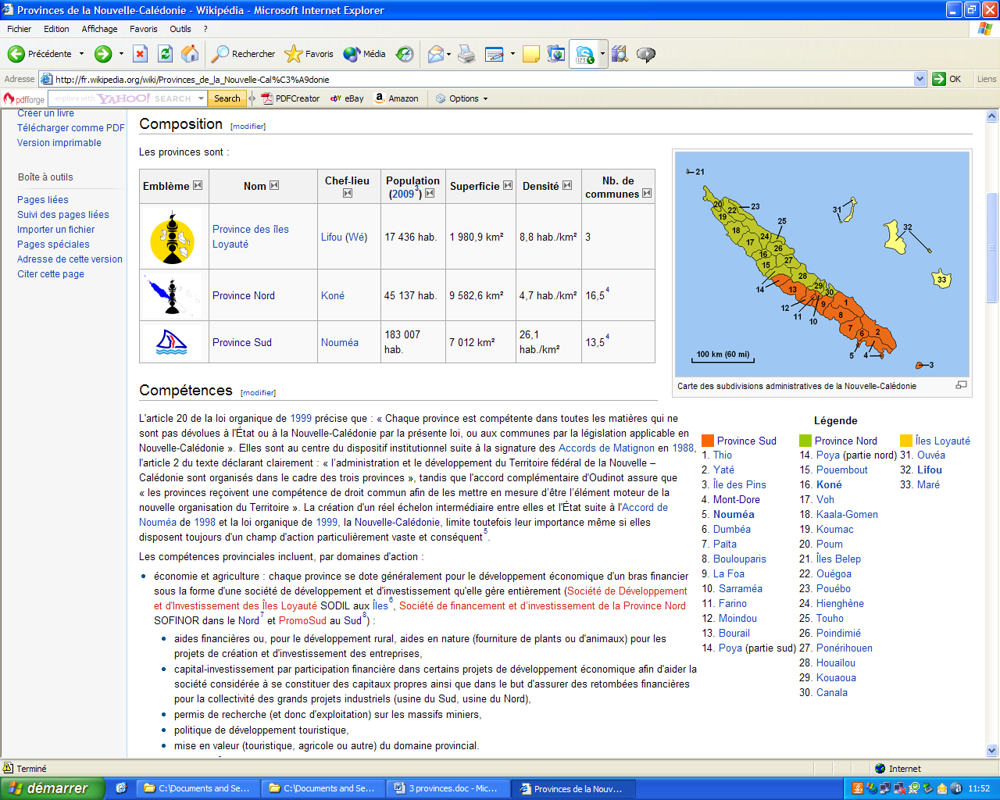 Provinces de la Nouvelle-Calédonie - Wikipédia - Microsoft Internet Explorer
Fichier Edition Affichage Favoris Outils ?
Précédente Rechercher Favoris Média
Adresse http://fr.wikipedia.org/wiki/Provinces_de_la_Nouvelle-Cal%C3%A9donie OK Liens
pdfforge explore with YAHOO! SEARCH Search PDFCreator eBay Amazon Options
Créer un livre
Télécharger comme PDF
Version imprimable
Boîte à outils
Pages liées
Suivi des pages liées
Importer un fichier
Pages spéciales
Adresse de cette version
Citer cette page
Composition [modifier]
Les provinces sont :
Emblème Nom Chef-lieu Population (2009 3) Superficie Densité Nb. de communes
Province des îles Loyauté Lifou (Wé) 17 436 hab. 1 980,9 km² 8,8 hab./km² 3
Province Nord Koné 45 137 hab. 9 582,6 km² 4,7 hab./km² 16,5 4
Province Sud Nouméa 183 007 hab. 7 012 km² 26,1 hab./km² 13,5 4
21
20
22
23
19
18
25
24
17
26
16
27
15
28
14
13
29
30
12
11
10
9
1
8
7
6
2
5
4
3
31
32
33
100 km (60 mi)
Carte des subdivisions administratives de la Nouvelle-Calédonie
Compétences [modifier]
L'article 20 de la loi organique de 1999 précise que : « Chaque province est compétente dans toutes les matières qui ne
sont pas dévolues à l'État ou à la Nouvelle-Calédonie par la présente loi, ou aux communes par la législation applicable en
Nouvelle-Calédonie ». Elles sont au centre du dispositif institutionnel suite à la signature des Accords de Matignon en 1988,
l'article 2 du texte déclarant clairement : « l'administration et le développement du Territoire fédéral de la Nouvelle –
Calédonie sont organisés dans le cadre des trois provinces », tandis que l'accord complémentaire d'Oudinot assure que
« les provinces reçoivent une compétence de droit commun afin de les mettre en mesure d'être l'élément moteur de la
nouvelle organisation du Territoire ». La création d'un réel échelon intermédiaire entre elles et l'État suite à l'Accord de
Nouméa de 1998 et la loi organique de 1999, la Nouvelle-Calédonie, limite toutefois leur importance même si elles
disposent toujours d'un champ d'action particulièrement vaste et conséquent 5.
Les compétences provinciales incluent, par domaines d'action :
économie et agriculture : chaque province se dote généralement pour le développement économique d'un bras financier
sous la forme d'une société de développement et d'investissement qu'elle gère entièrement (Société de Développement
et d'Investissement des Îles Loyauté SODIL aux Îles 6, Société de financement et d'investissement de la Province Nord
SOFINOR dans le Nord 7 et PromoSud au Sud 8) :
aides financières ou, pour le développement rural, aides en nature (fourniture de plants ou d'animaux) pour les
projets de création et d'investissement des entreprises,
capital-investissement par participation financière dans certains projets de développement économique afin d'aider la
société considérée à se constituer des capitaux propres ainsi que dans le but d'assurer des retombées financières
pour la collectivité des grands projets industriels (usine du Sud, usine du Nord),
permis de recherche (et donc d'exploitation) sur les massifs miniers,
politique de développement touristique,
mise en valeur (touristique, agricole ou autre) du domaine provincial.
Légende
Province Sud
1. Thio
2. Yaté
3. Île des Pins
4. Mont-Dore
5. Nouméa
6. Dumbéa
7. Païta
8. Boulouparis
9. La Foa
10. Sarraméa
11. Farino
12. Moindou
13. Bourail
14. Poya (partie sud)
Province Nord
14. Poya (partie nord)
15. Pouembout
16. Koné
17. Voh
18. Kaala-Gomen
19. Koumac
20. Poum
21. Îles Belep
22. Ouégoa
23. Pouébo
24. Hienghène
25. Touho
26. Poindimié
27. Ponérihouen
28. Houaïlou
29. Kouaoua
30. Canala
Îles Loyauté
31. Ouvéa
32. Lifou
33. Maré
Terminé Internet
démarrer C:\Documents and Se... C:\Documents and Se... 3 provinces.doc - Mic... Provinces de la Nouv... 11:52